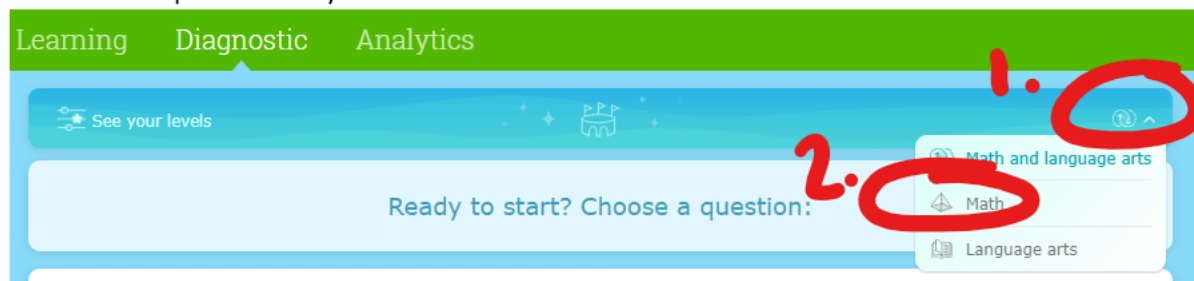 Learning Diagnostic Analytics
1.
See your levels
2.
Math and language arts
Ready to start? Choose a question:
Math
Language arts